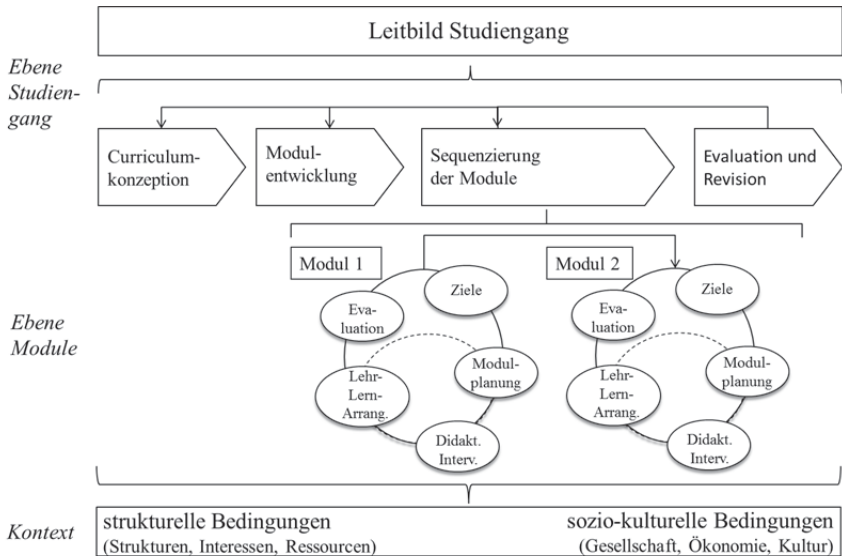 Leitbild Studiengang
Ebene
Studien-
gang
Curriculum-
konzeption
Modul-
entwicklung
Sequenzierung
der Module
Evaluation und
Revision
Modul 1
Modul 2
Ebene
Module
Ziele
Eva-
luation
Modul-
planung
Lehr-
Lern-
Arrang.
Didakt.
Interv.
Ziele
Eva-
luation
Modul-
planung
Lehr-
Lern-
Arrang.
Didakt.
Interv.
Kontext
strukturelle Bedingungen
(Strukturen, Interessen, Ressourcen)
sozio-kulturelle Bedingungen
(Gesellschaft, Ökonomie, Kultur)